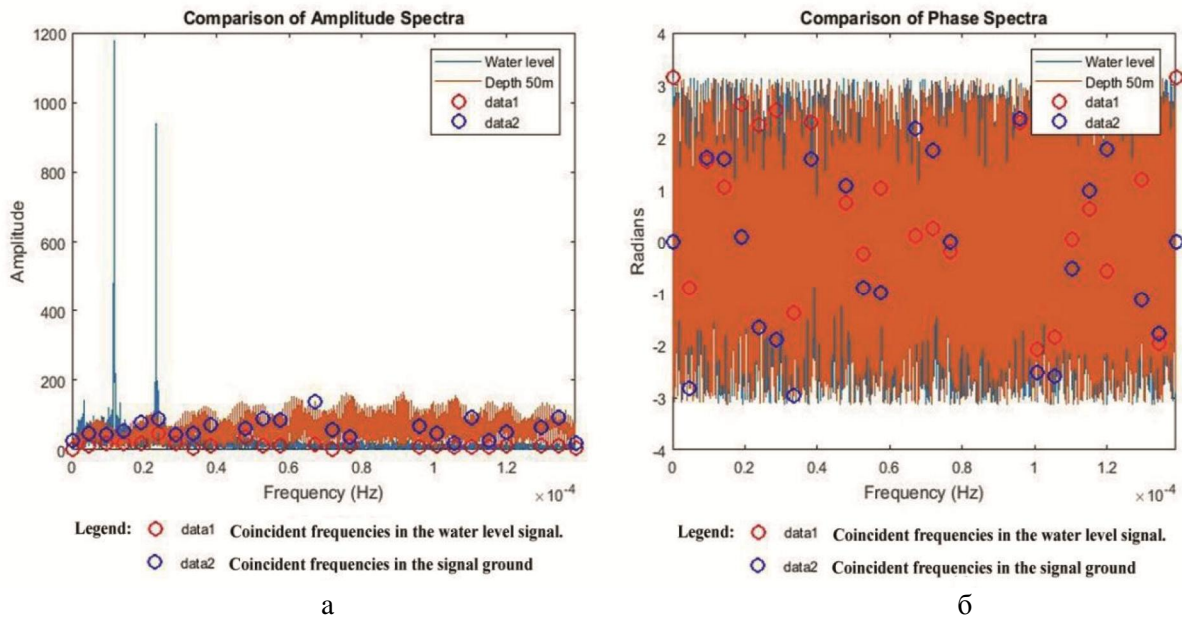 Comparison of Amplitude Spectra
1200
1000
800
600
400
200
0
Amplitude
0
0.2
0.4
0.6
0.8
1
1.2
Frequency (Hz)
×10⁻⁴
Water level
Depth 50m
data1
data2
Legend:
data1 Coincident frequencies in the water level signal.
data2 Coincident frequencies in the signal ground
а
Comparison of Phase Spectra
4
3
2
1
0
-1
-2
-3
-4
Radians
0
0.2
0.4
0.6
0.8
1
1.2
Frequency (Hz)
×10⁻⁴
Water level
Depth 50m
data1
data2
Legend:
data1 Coincident frequencies in the water level signal.
data2 Coincident frequencies in the signal ground
б